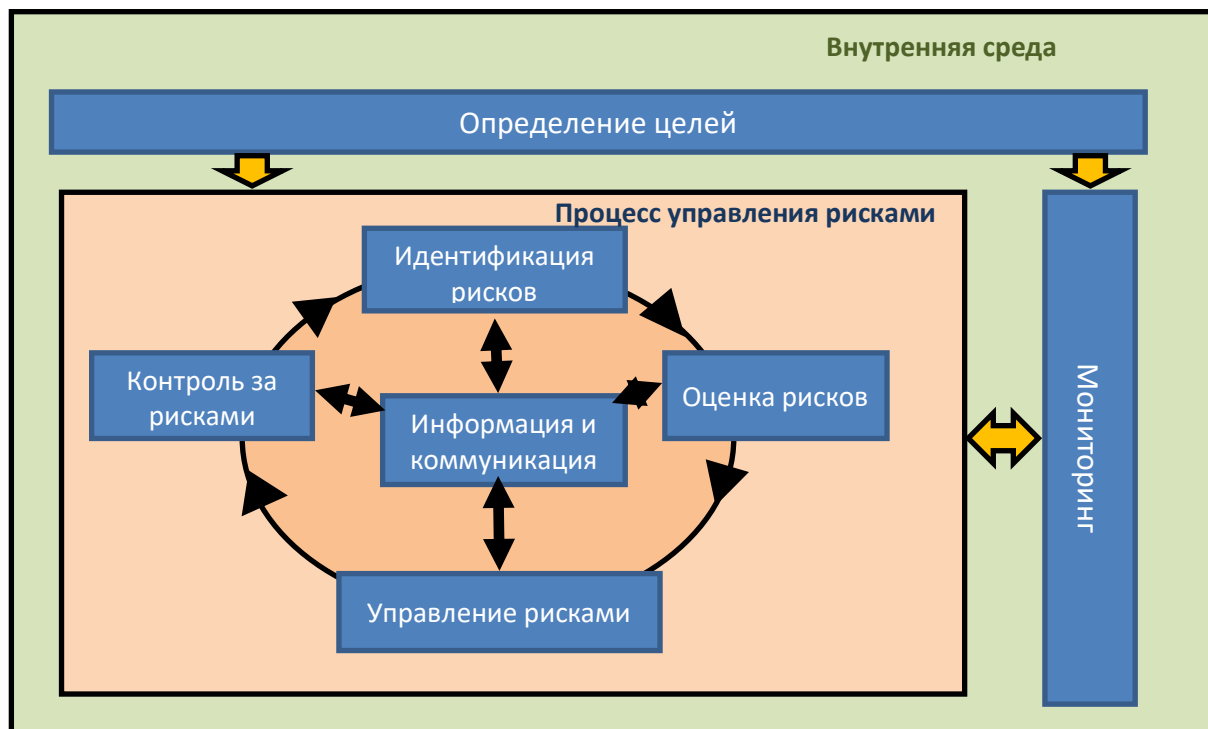 Внутренняя среда
Определение целей
Процесс управления рисками
Идентификация
рисков
Контроль за
рисками
Информация и
коммуникация
Оценка рисков
Управление рисками
Мониторинг